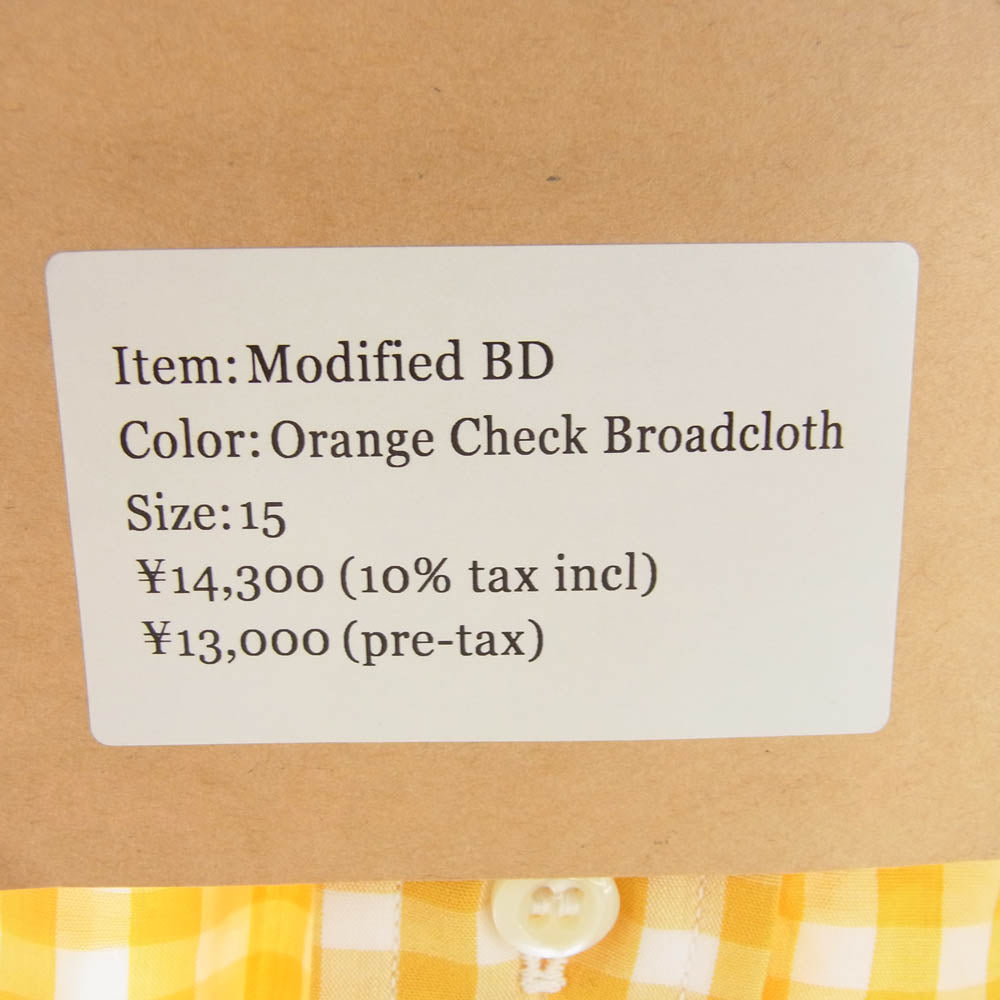 Item: Modified BD
Color: Orange Check Broadcloth
Size: 15
¥14,300 (10% tax incl)
¥13,000 (pre-tax)